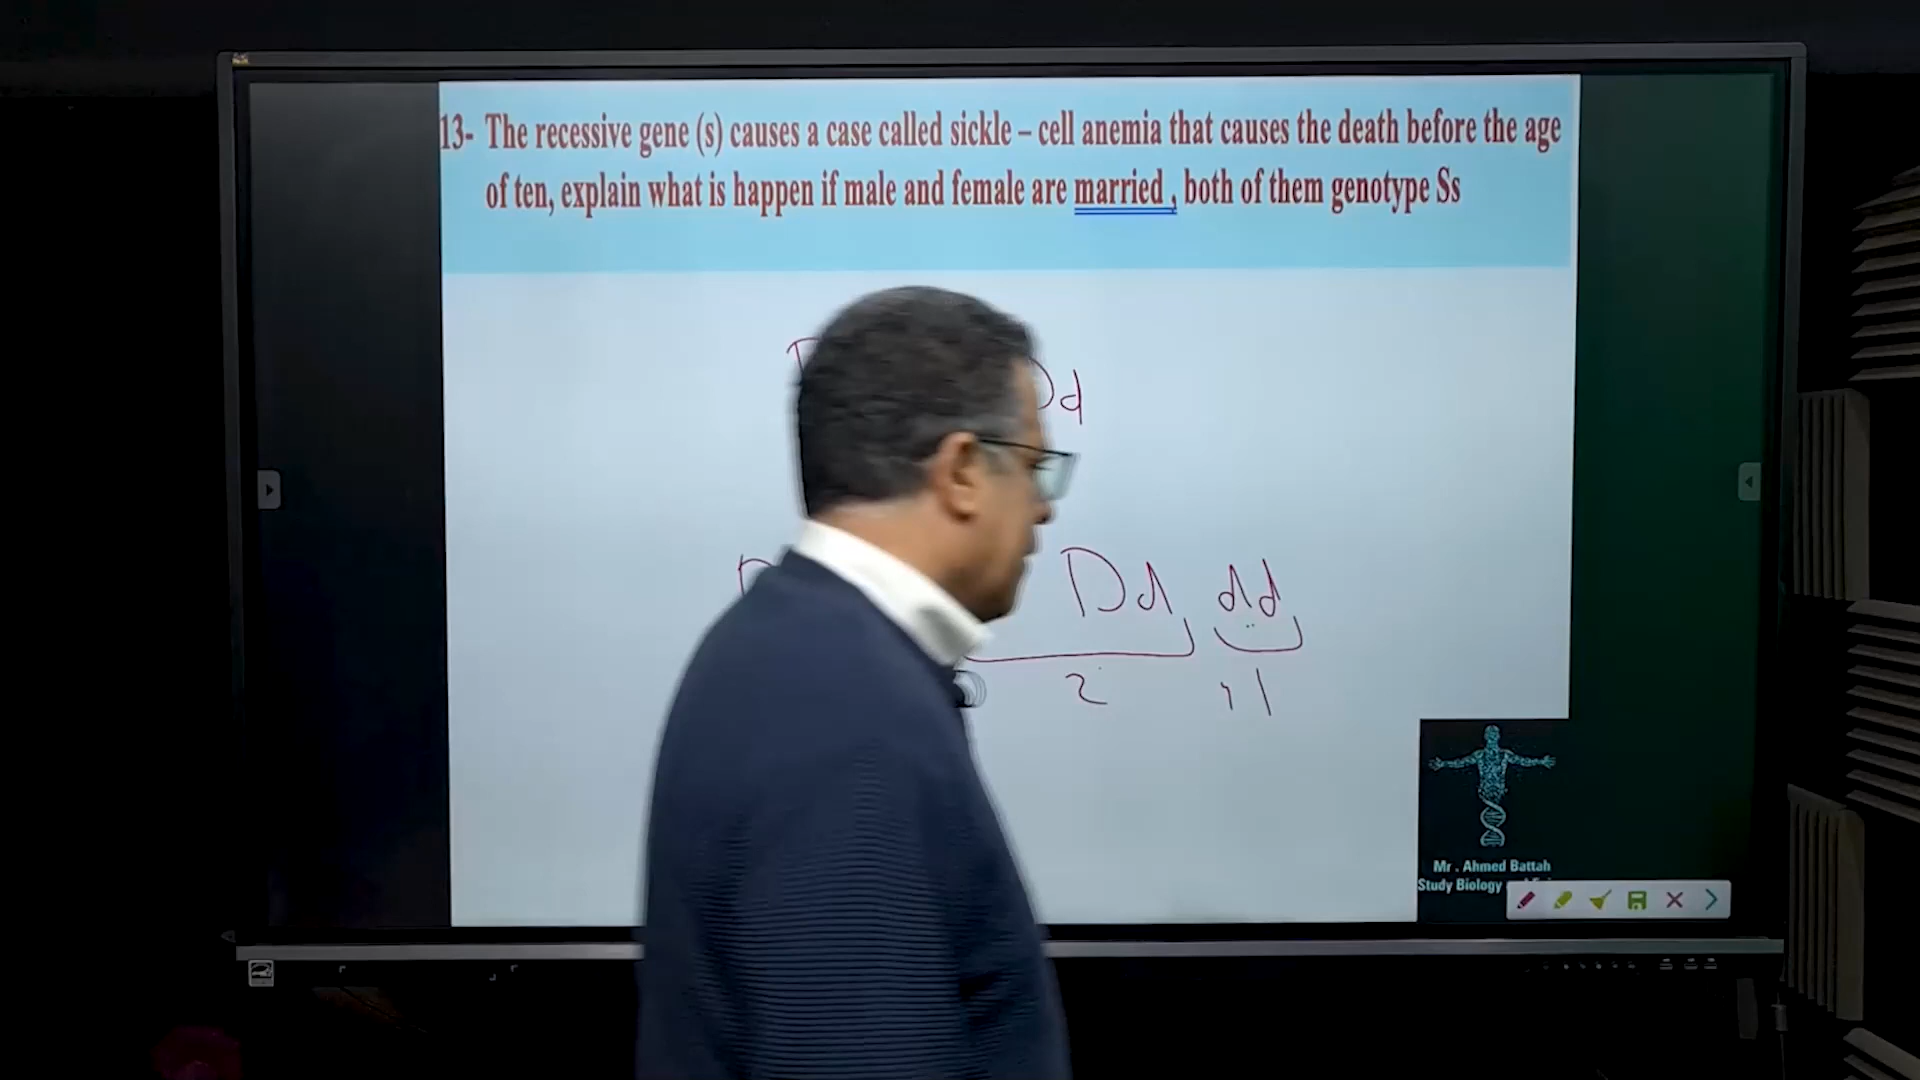 13- The recessive gene (s) causes a case called sickle – cell anemia that causes the death before the age
of ten, explain what is happen if male and female are married , both of them genotype Ss
Dd
Dd dd
2 1
Mr . Ahmed Battah
Study Biology